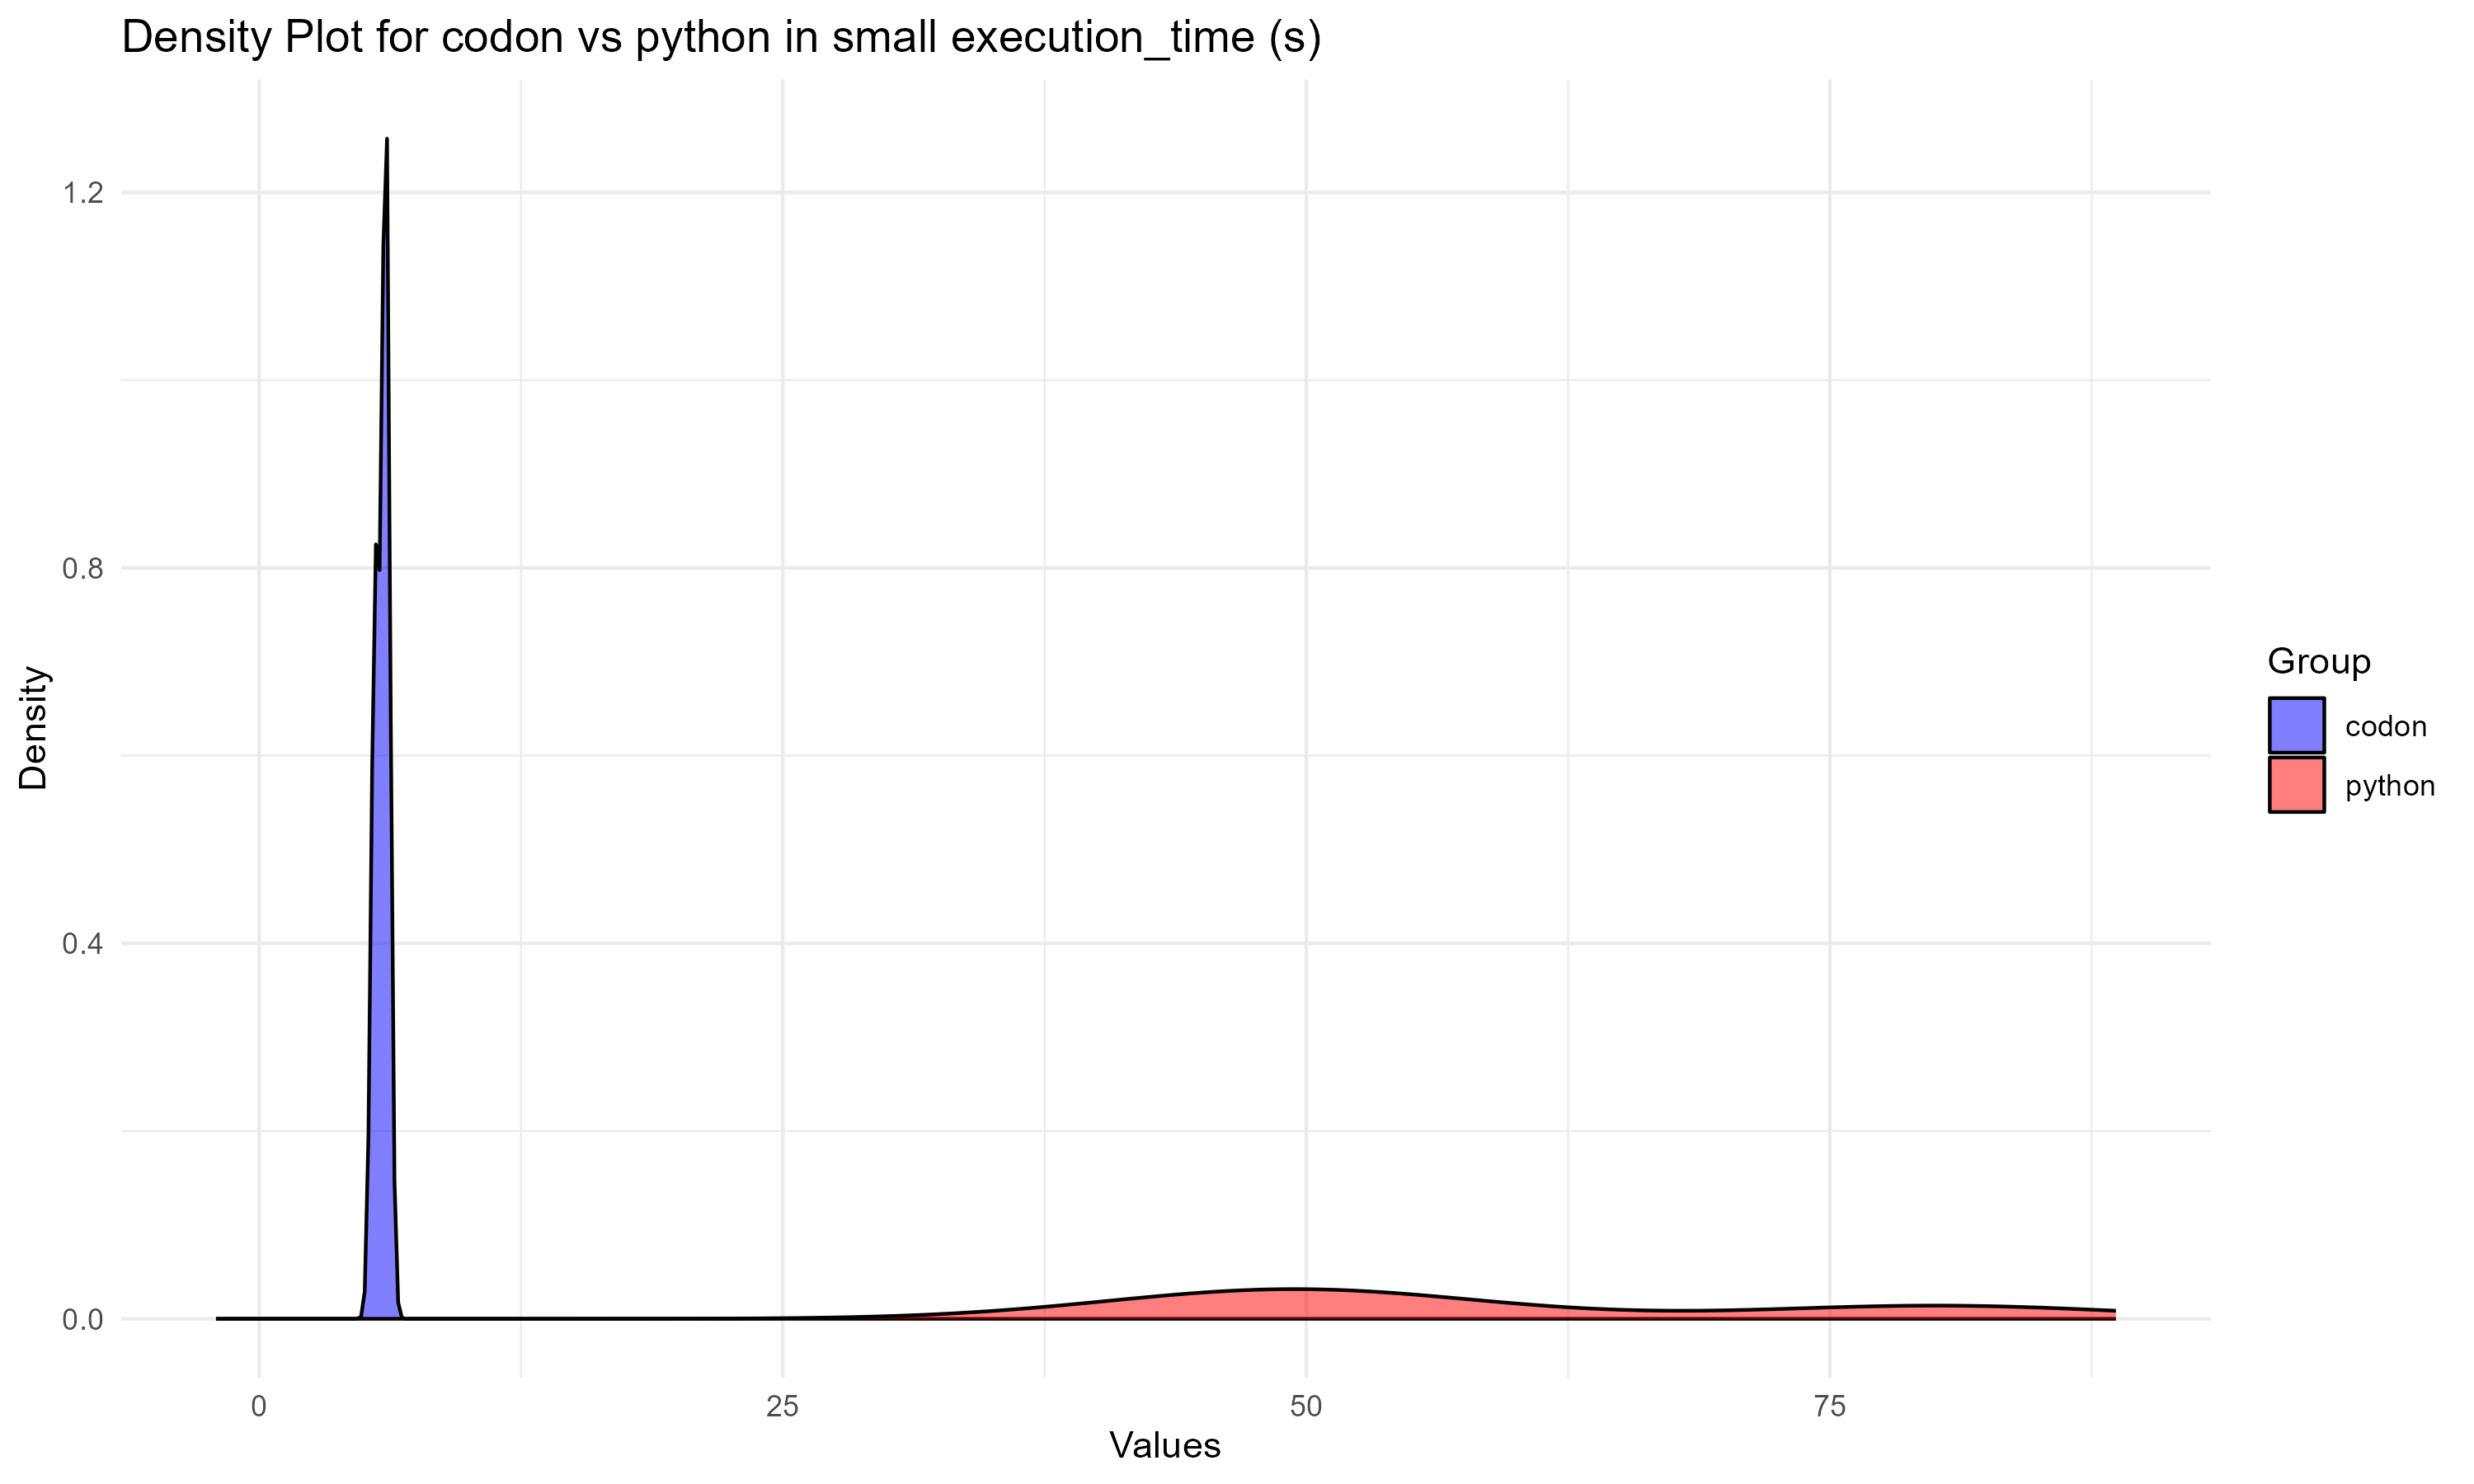 Density Plot for codon vs python in small execution_time (s)
1.2
0.8
0.4
0.0
Density
0
25
50
75
Values
Group
codon
python